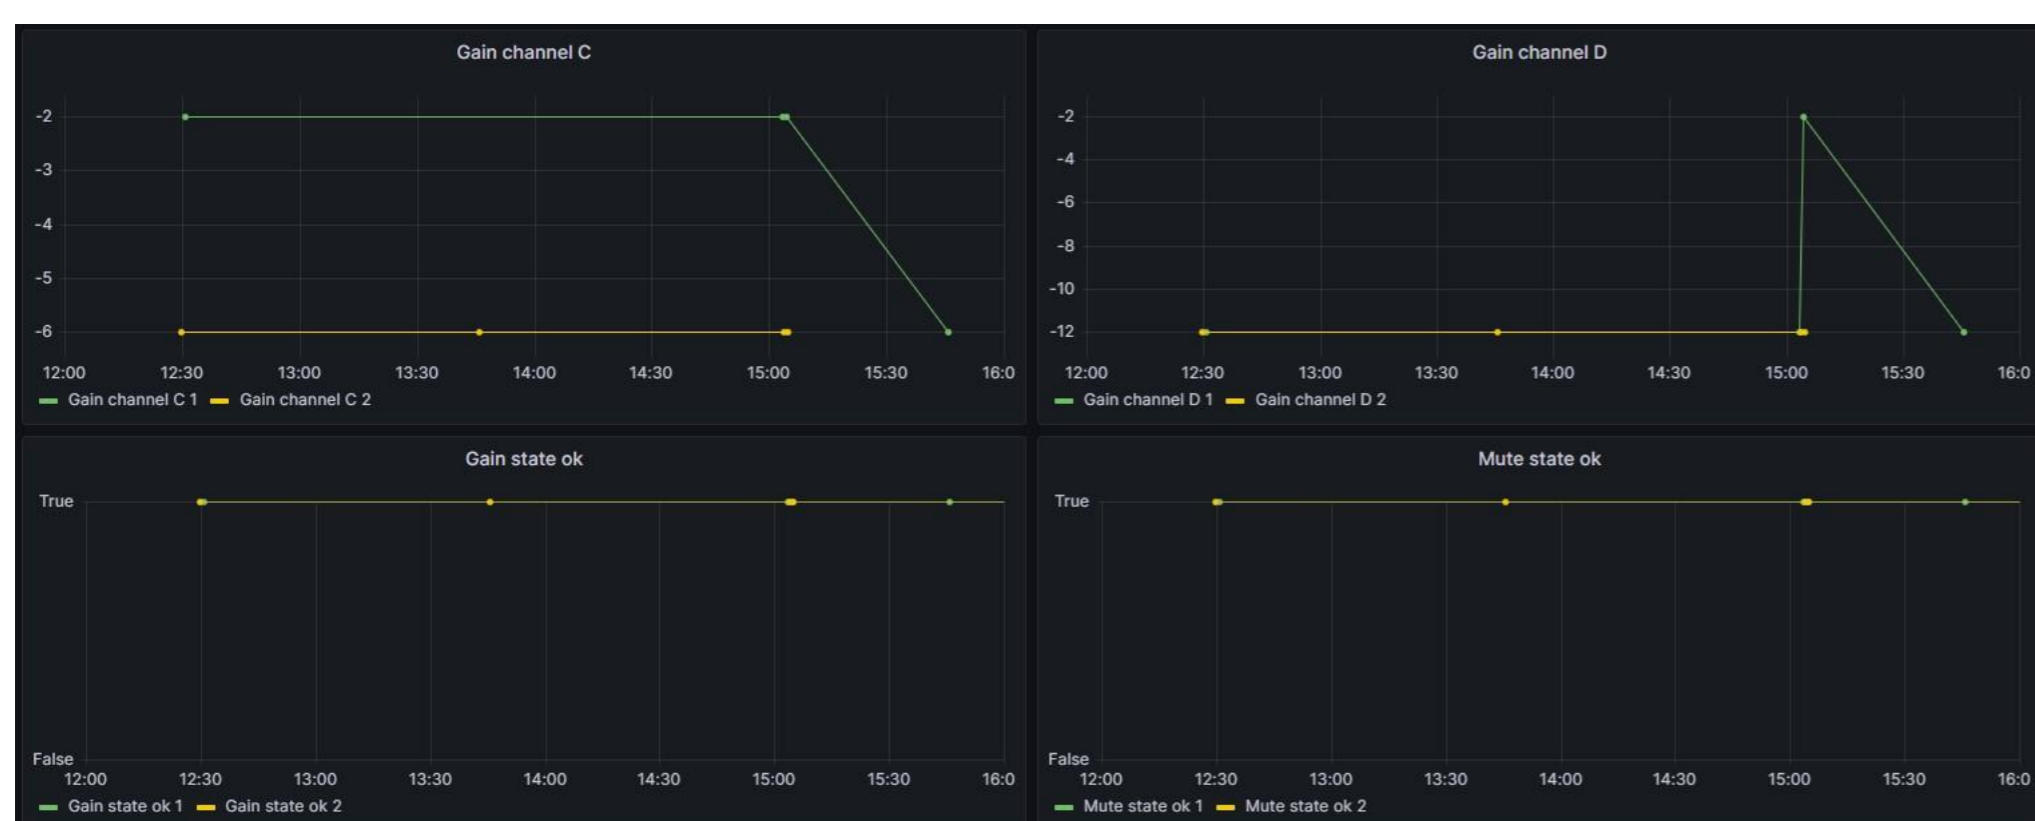 Gain channel C
-2
-3
-4
-5
-6
12:00 12:30 13:00 13:30 14:00 14:30 15:00 15:30 16:0
Gain channel C 1 Gain channel C 2
Gain channel D
-2
-4
-6
-8
-10
-12
12:00 12:30 13:00 13:30 14:00 14:30 15:00 15:30 16:0
Gain channel D 1 Gain channel D 2
Gain state ok
True
False
12:00 12:30 13:00 13:30 14:00 14:30 15:00 15:30 16:0
Gain state ok 1 Gain state ok 2
Mute state ok
True
False
12:00 12:30 13:00 13:30 14:00 14:30 15:00 15:30 16:0
Mute state ok 1 Mute state ok 2